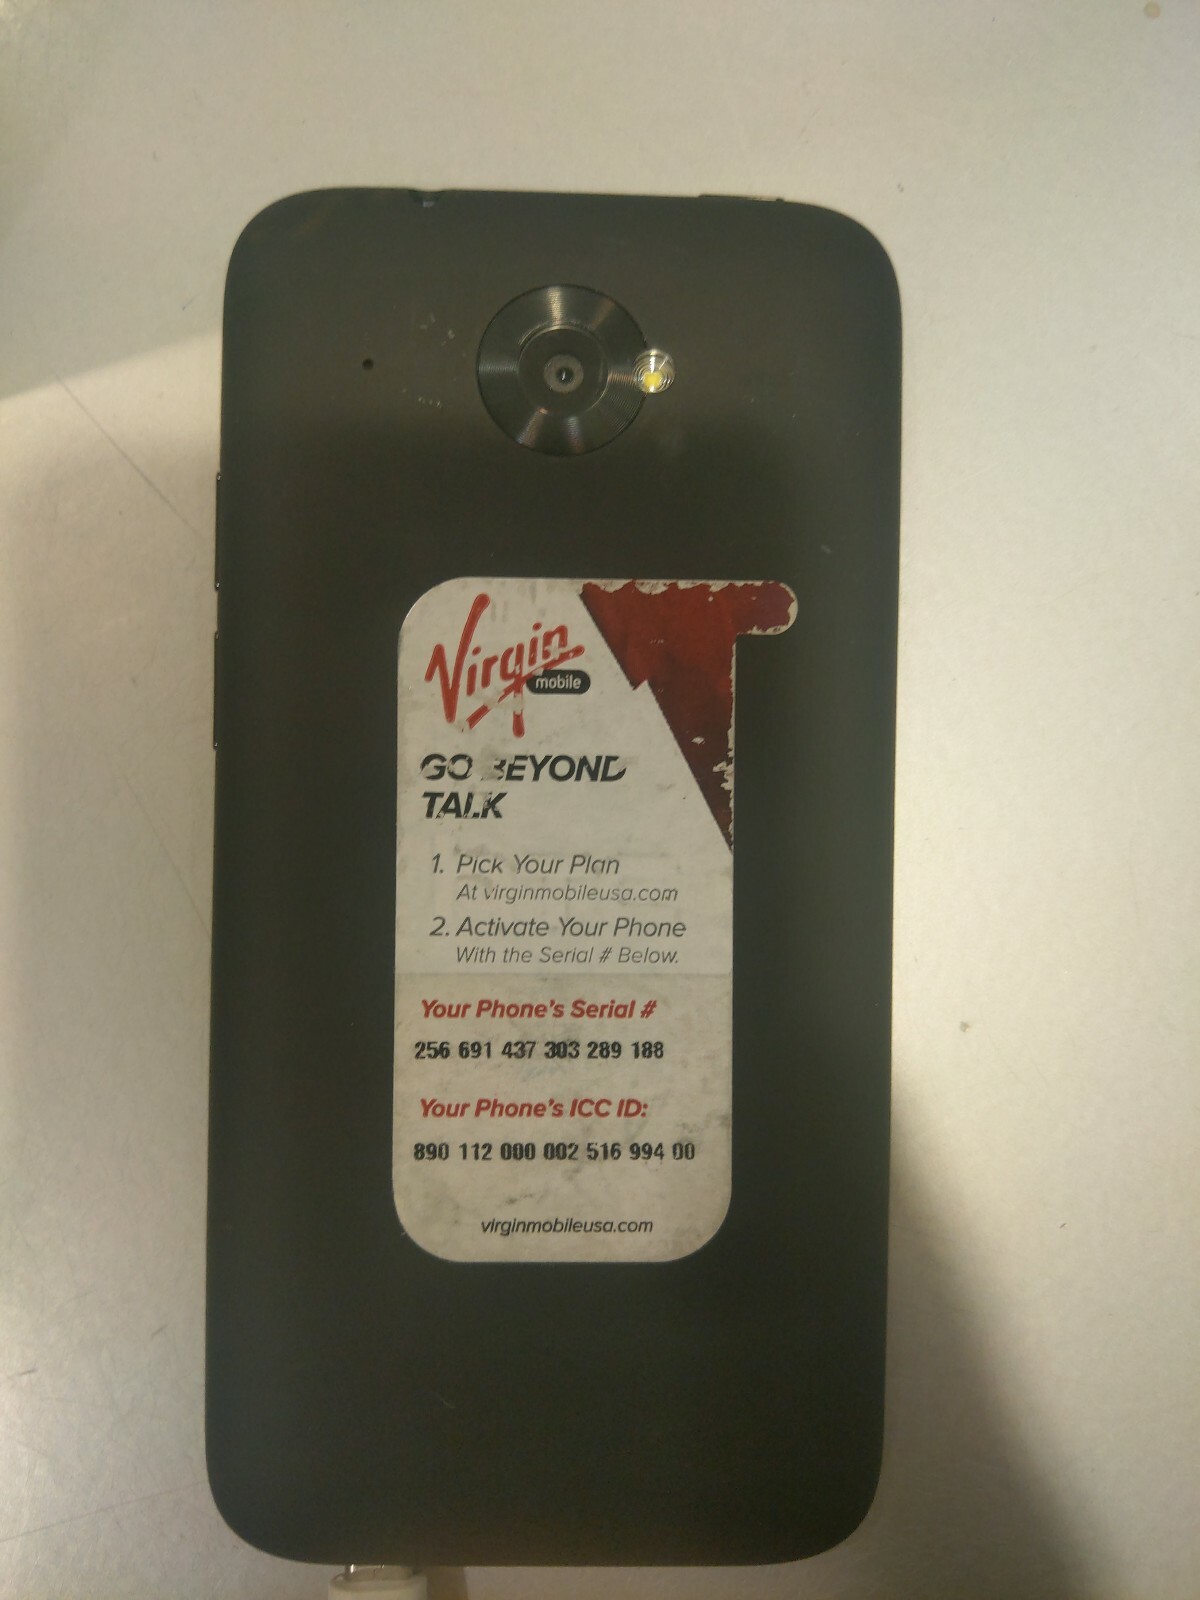 Virgin
mobile
GO BEYOND
TALK
1. Pick Your Plan
At virginmobileusa.com
2. Activate Your Phone
With the Serial # Below.
Your Phone's Serial #
256 691 437 303 289 188
Your Phone's ICC ID:
890 112 000 002 516 994 00
virginmobileusa.com